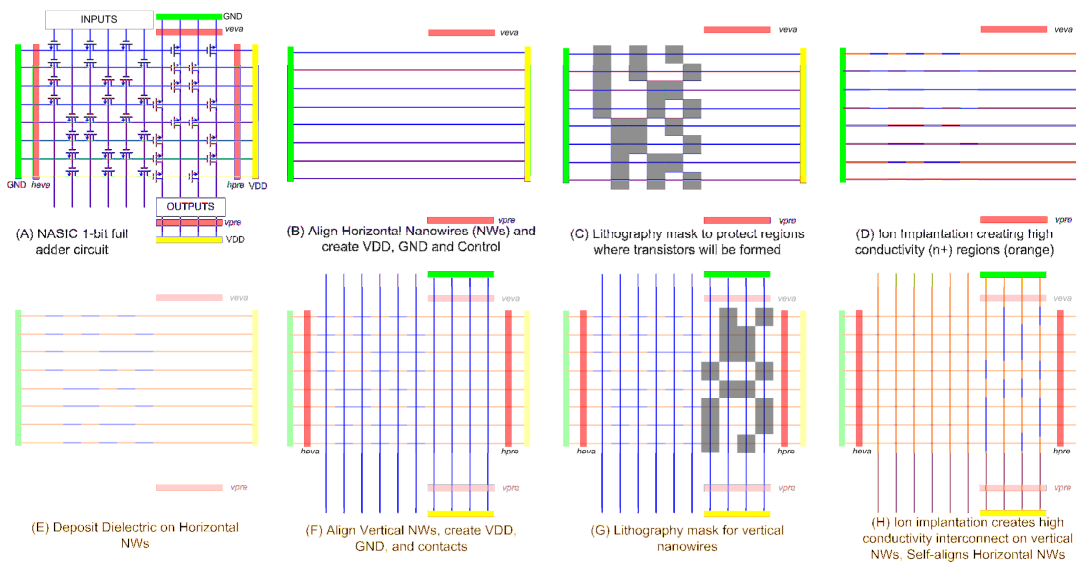 INPUTS
GND
veva
GND
heva
hpre
VDD
OUTPUTS
vpre
VDD
(A) NASIC 1-bit full
adder circuit
veva
vpre
(B) Align Horizontal Nanowires (NWs) and
create VDD, GND and Control
veva
vpre
(C) Lithography mask to protect regions
where transistors will be formed
veva
vpre
(D) Ion Implantation creating high
conductivity (n+) regions (orange)
veva
vpre
(E) Deposit Dielectric on Horizontal
NWs
veva
heva
hpre
vpre
(F) Align Vertical NWs, create VDD,
GND, and contacts
veva
heva
hpre
vpre
(G) Lithography mask for vertical
nanowires
veva
heva
hpre
vpre
(H) Ion implantation creates high
conductivity interconnect on vertical
NWs, Self-aligns Horizontal NWs